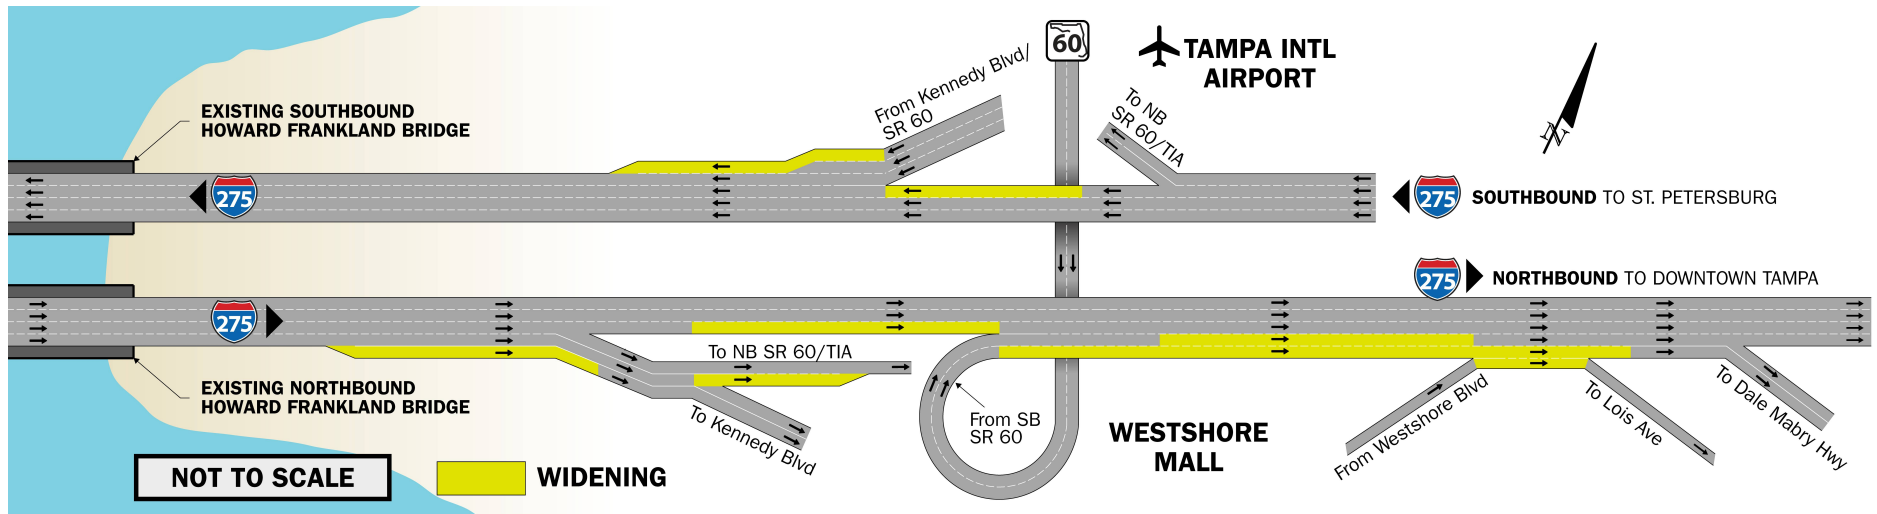 From Kennedy Blvd/
SR 60
60
TAMPA INTL
AIRPORT
To NB
SR 60/TIA
EXISTING SOUTHBOUND
HOWARD FRANKLAND BRIDGE
275
275
SOUTHBOUND TO ST. PETERSBURG
N
275
NORTHBOUND TO DOWNTOWN TAMPA
275
To NB SR 60/TIA
EXISTING NORTHBOUND
HOWARD FRANKLAND BRIDGE
To Kennedy Blvd
From SB
SR 60
WESTSHORE
MALL
From Westshore Blvd
To Lois Ave
To Dale Mabry Hwy
NOT TO SCALE
WIDENING